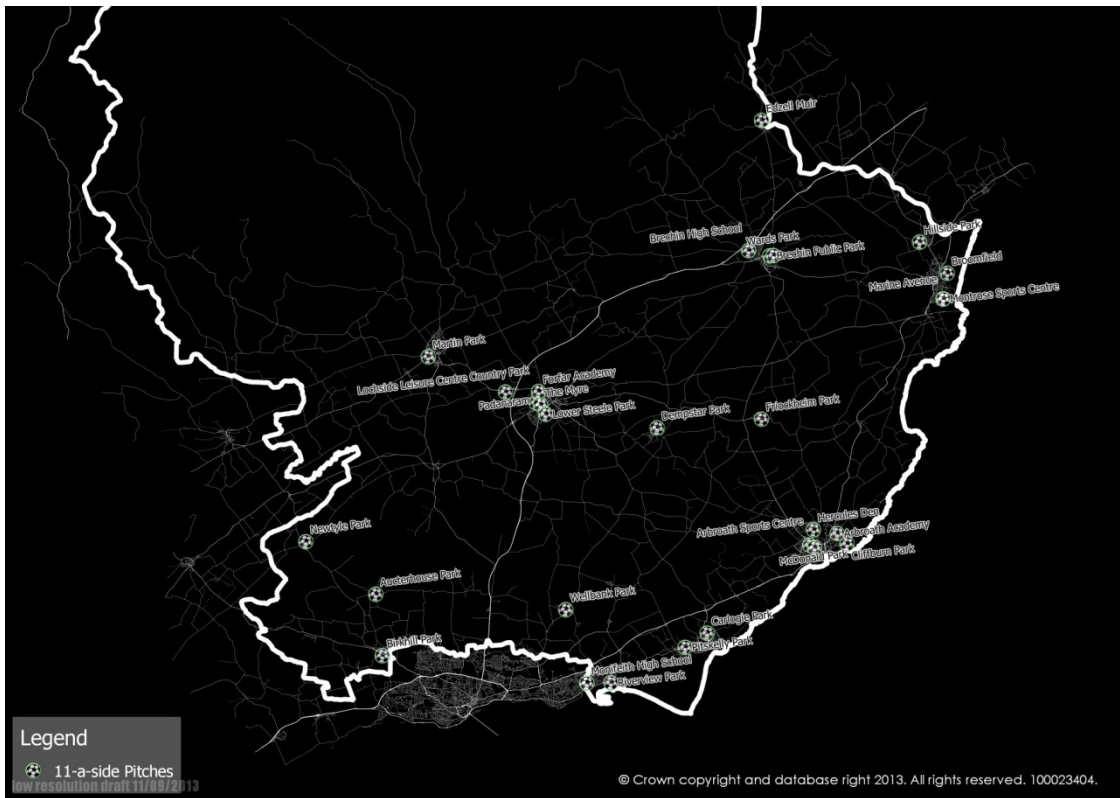 Edzell Muir
Brechin High School
Wards Park
Brechin Public Park
Hillside Park
Broomfield
Marine Avenue
Montrose Sports Centre
Martin Park
Lochside Leisure Centre Country Park
Forfar Academy
The Myre
Padanaram
Lower Steele Park
Dempstar Park
Friockheim Park
Newtyle Park
Arbroath Sports Centre
Hercules Den
Arbroath Academy
McDonald Park
Cliftburn Park
Aucterhouse Park
Wellbank Park
Carlogie Park
Pitskelly Park
Birkhill Park
Monifeith High School
Riverview Park
Legend
11-a-side Pitches
low resolution draft 11/09/2013
© Crown copyright and database right 2013. All rights reserved. 100023404.